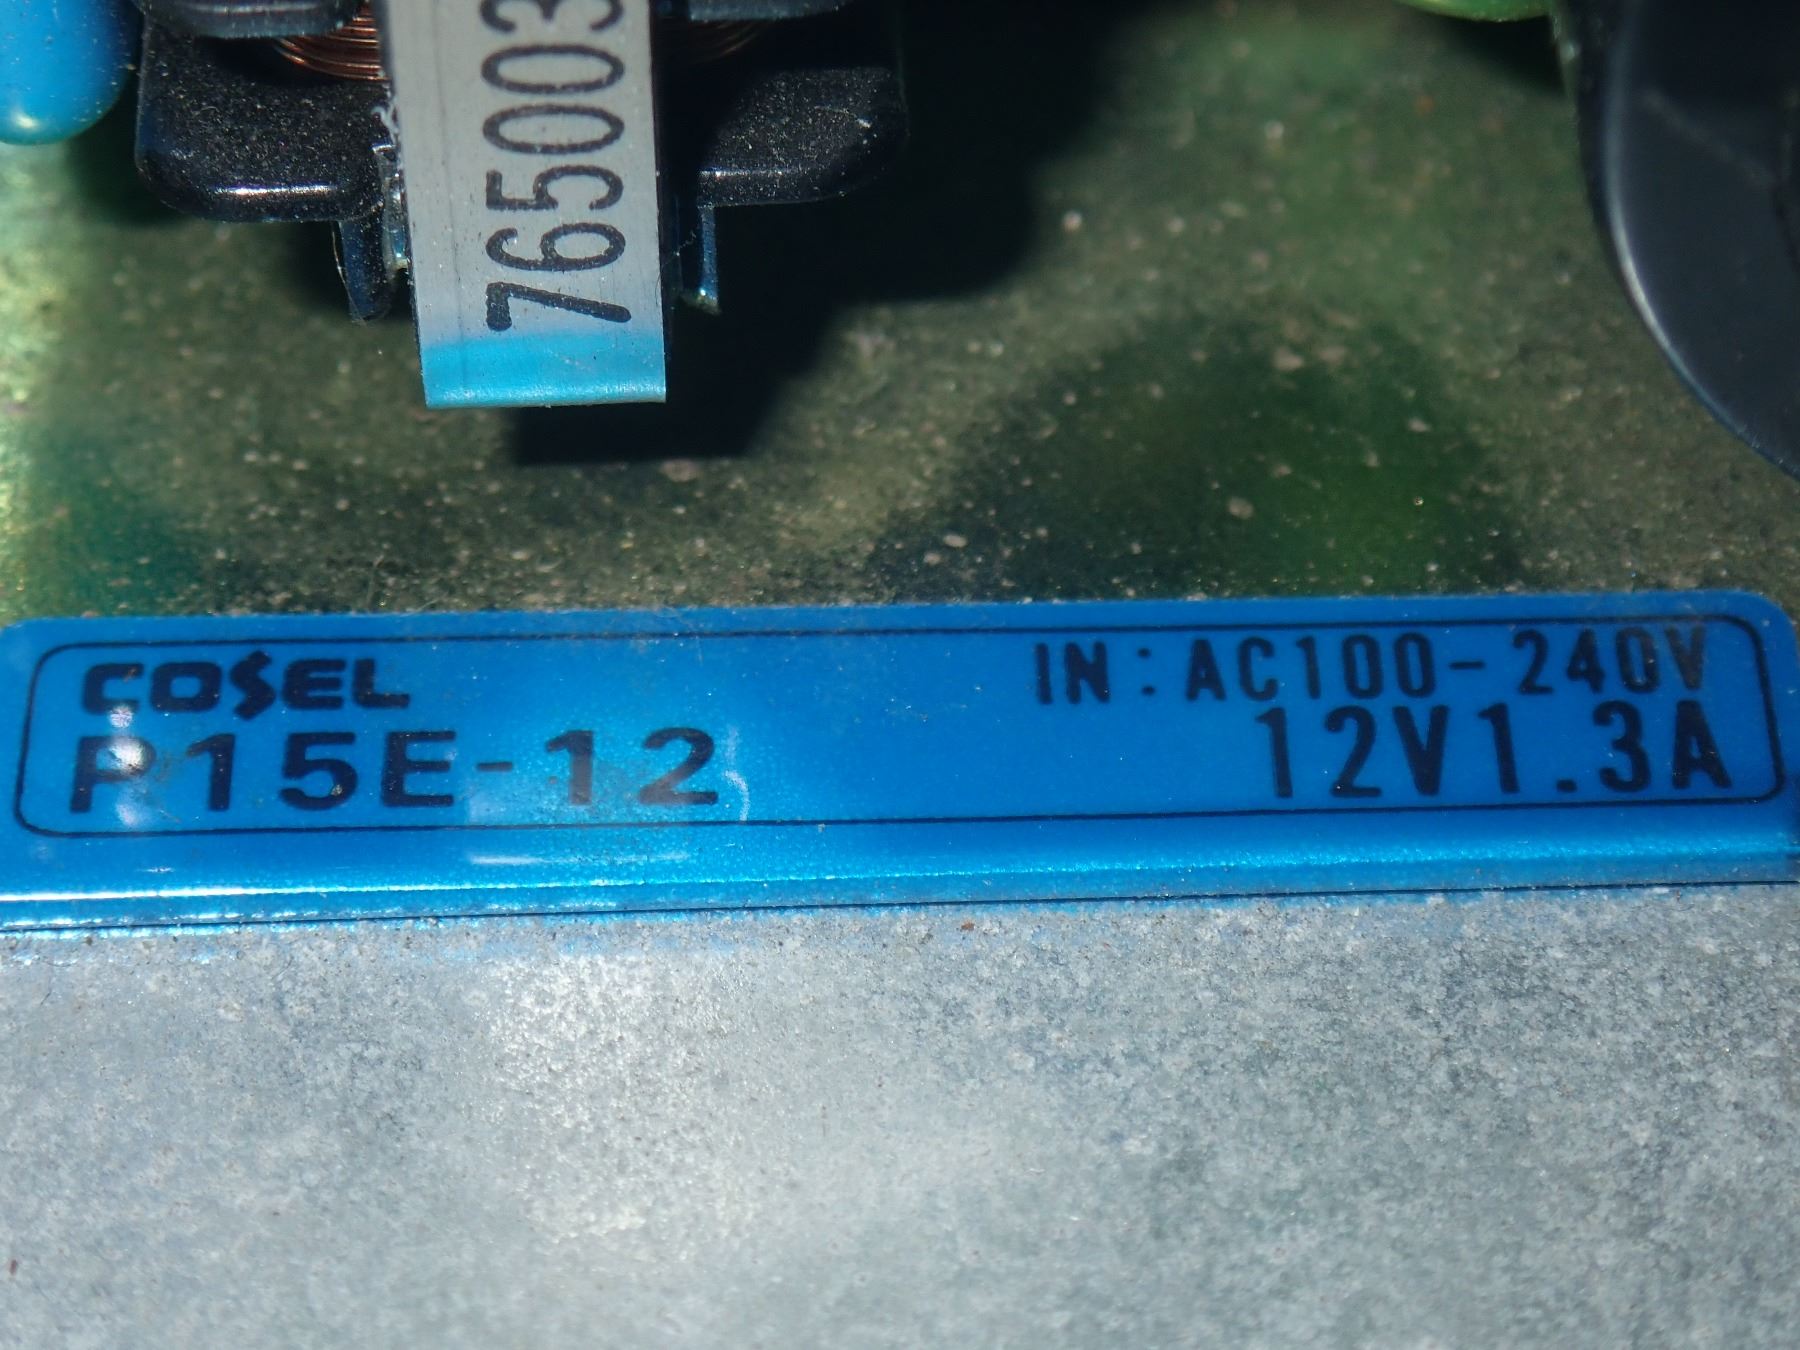 765003
COSEL
P15E-12
IN:AC100-240V
12V1.3A